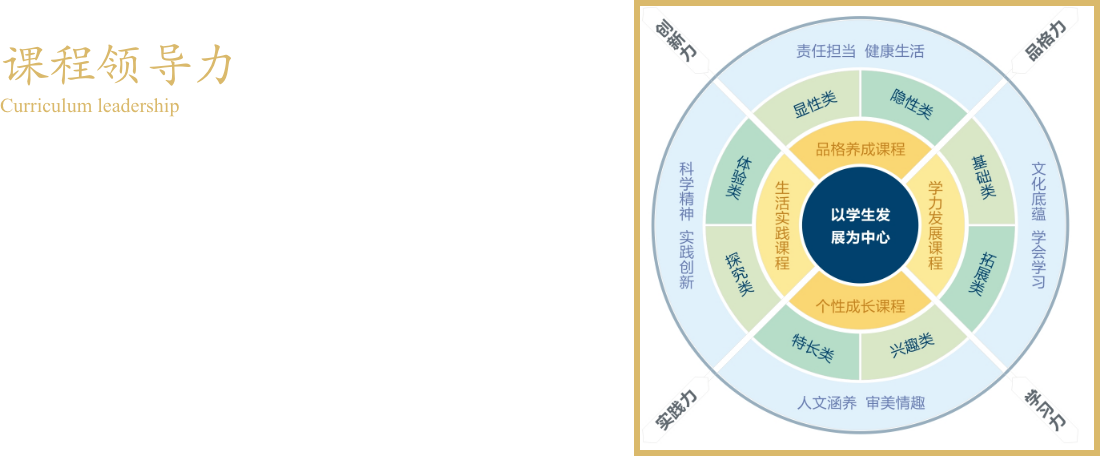 课程领导力
Curriculum leadership
创新力
品格力
责任担当 健康生活
显性类
隐性类
品格养成课程
体验类
基础类
科学精神 实践创新
生活实践课程
以学生发
展为中心
学力发展课程
文化底蕴 学会学习
探究类
拓展类
个性成长课程
特长类
兴趣类
人文涵养 审美情趣
实践力
学习力